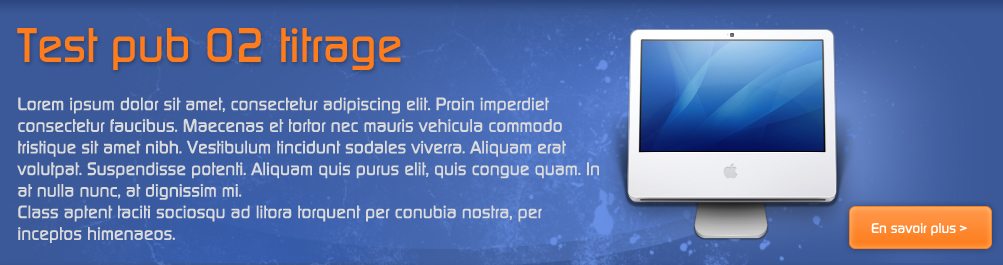 Test pub 02 titrage
Lorem ipsum dolor sit amet, consectetur adipiscing elit. Proin imperdiet
consectetur faucibus. Maecenas et tortor nec mauris vehicula commodo
tristique sit amet nibh. Vestibulum tincidunt sodales viverra. Aliquam erat
volutpat. Suspendisse potenti. Aliquam quis purus elit, quis congue quam. In
at nulla nunc, at dignissim mi.
Class aptent taciti sociosqu ad litora torquent per conubia nostra, per
inceptos himenaeos.
En savoir plus >